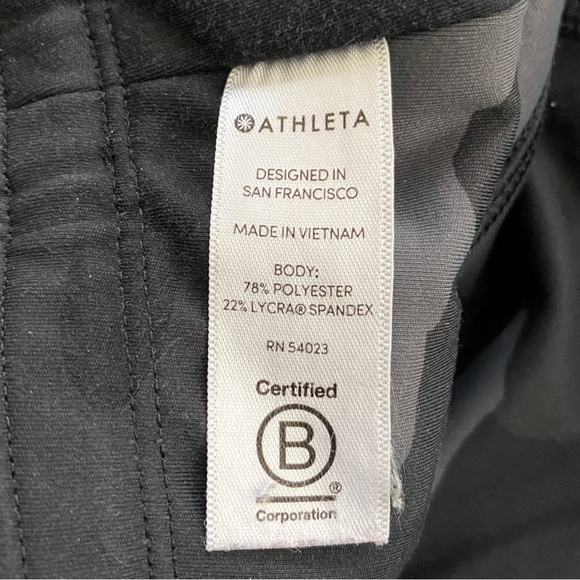 ATHLETA
DESIGNED IN
SAN FRANCISCO
MADE IN VIETNAM
BODY:
78% POLYESTER
22% LYCRA® SPANDEX
RN 54023
Certified
B
®
Corporation